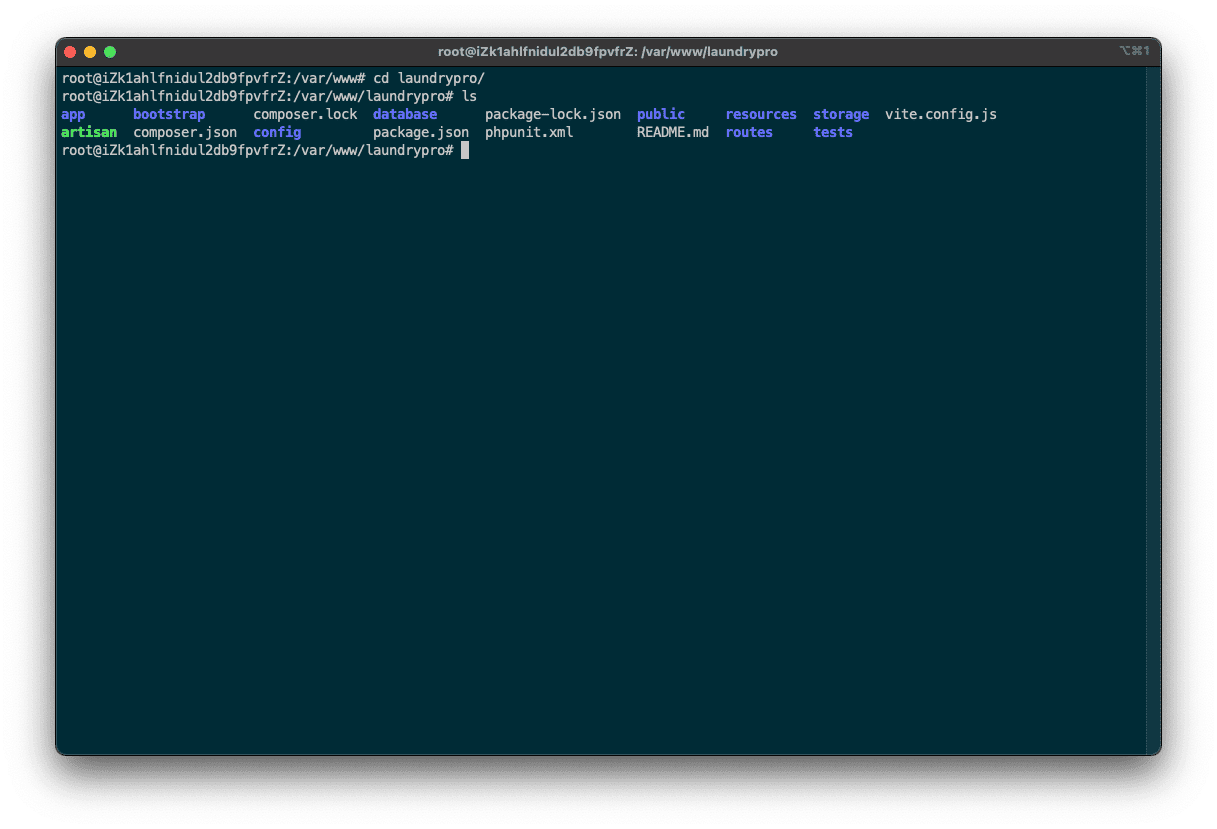 root@iZk1ahlfnidul2db9fpvfrZ: /var/www/laundrypro
⌥⌘1
root@iZk1ahlfnidul2db9fpvfrZ:/var/www# cd laundrypro/
root@iZk1ahlfnidul2db9fpvfrZ:/var/www/laundrypro# ls
app bootstrap composer.lock database package-lock.json public resources storage vite.config.js
artisan composer.json config package.json phpunit.xml README.md routes tests
root@iZk1ahlfnidul2db9fpvfrZ:/var/www/laundrypro#